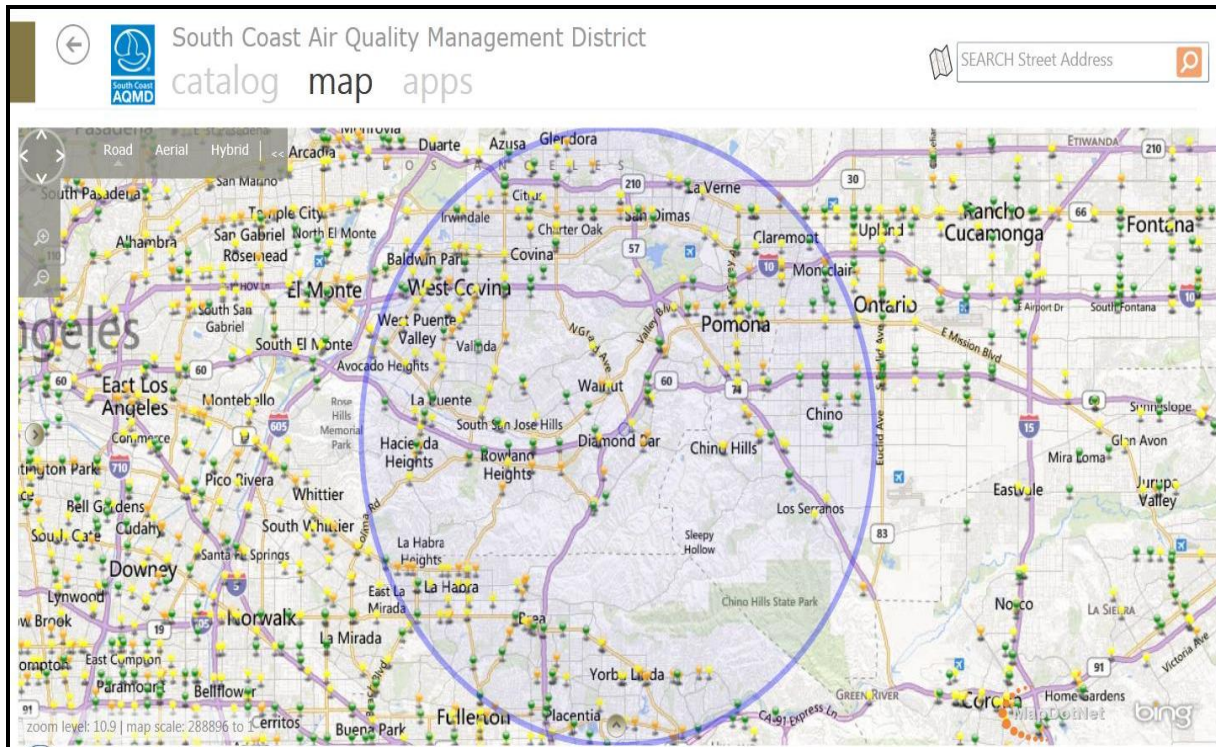 South Coast Air Quality Management District
South Coast
AQMD
catalog map apps
SEARCH Street Address
Road Aerial Hybrid <<
Arcadia
Duarte
Azusa
Glendora
ETIWANDA
210
South Pasadena
San Marino
210
La Verne
30
Temple City
Irwindale
Citrus
San Dimas
Rancho
Cucamonga
66
Fontana
Alhambra
San Gabriel
North El Monte
Charter Oak
Claremont
Upland
Rosemead
Baldwin Park
Covina
57
10
Montclair
El Monte
West Covina
Ontario
E Airport Dr
South Fontana
10
South San
Gabriel
West Puente
Valley
Valinda
Valley Blvd
Pomona
E Mission Blvd
South El Monte
Avocado Heights
60
60
East Los
Angeles
Montebello
Rose
Hills
Memorial
Park
La Puente
Walnut
60
Chino
Sunnyslope
605
South San Jose Hills
Euclid Ave
15
Commerce
Hacienda
Heights
Rowland
Heights
Diamond Bar
Chino Hills
Glen Avon
Mira Loma
710
Pico Rivera
Whittier
Eastvale
Jurupa
Valley
Bell Gardens
Cudahy
South Whittier
Los Serranos
83
Downey
Santa Fe Springs
La Habra
Heights
Sleepy
Hollow
Lynwood
5
East La
Mirada
La Habra
Chino Hills State Park
Norco
LA SIERRA
Norwalk
19
La Mirada
Brea
Victoria Ave
East Compton
Paramount
Bellflower
Yorba Linda
GREEN RIVER
91
Corona
Home Gardens
91
zoom level: 10.9 | map scale: 288896 to 1
Cerritos
Buena Park
Fullerton
Placentia
CA-91 Express Ln
MapDotNet
bing